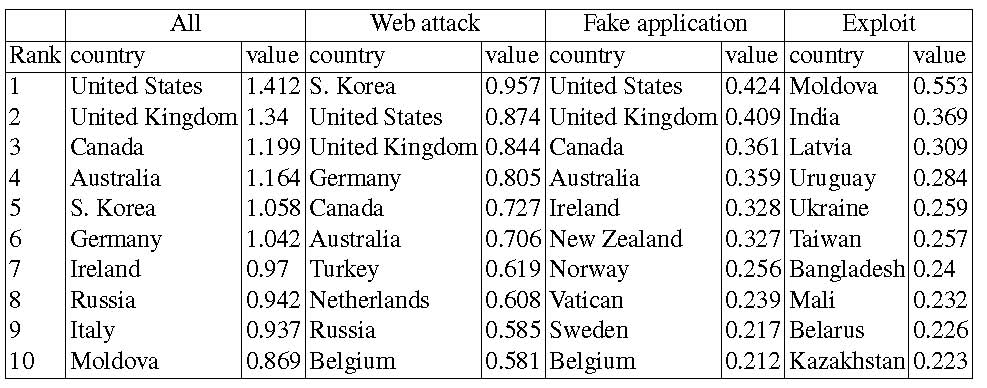 All Web attack Fake application Exploit
Rank country value country value country value country value
1 United States 1.412 S. Korea 0.957 United States 0.424 Moldova 0.553
2 United Kingdom 1.34 United States 0.874 United Kingdom 0.409 India 0.369
3 Canada 1.199 United Kingdom 0.844 Canada 0.361 Latvia 0.309
4 Australia 1.164 Germany 0.805 Australia 0.359 Uruguay 0.284
5 S. Korea 1.058 Canada 0.727 Ireland 0.328 Ukraine 0.259
6 Germany 1.042 Australia 0.706 New Zealand 0.327 Taiwan 0.257
7 Ireland 0.97 Turkey 0.619 Norway 0.256 Bangladesh 0.24
8 Russia 0.942 Netherlands 0.608 Vatican 0.239 Mali 0.232
9 Italy 0.937 Russia 0.585 Sweden 0.217 Belarus 0.226
10 Moldova 0.869 Belgium 0.581 Belgium 0.212 Kazakhstan 0.223